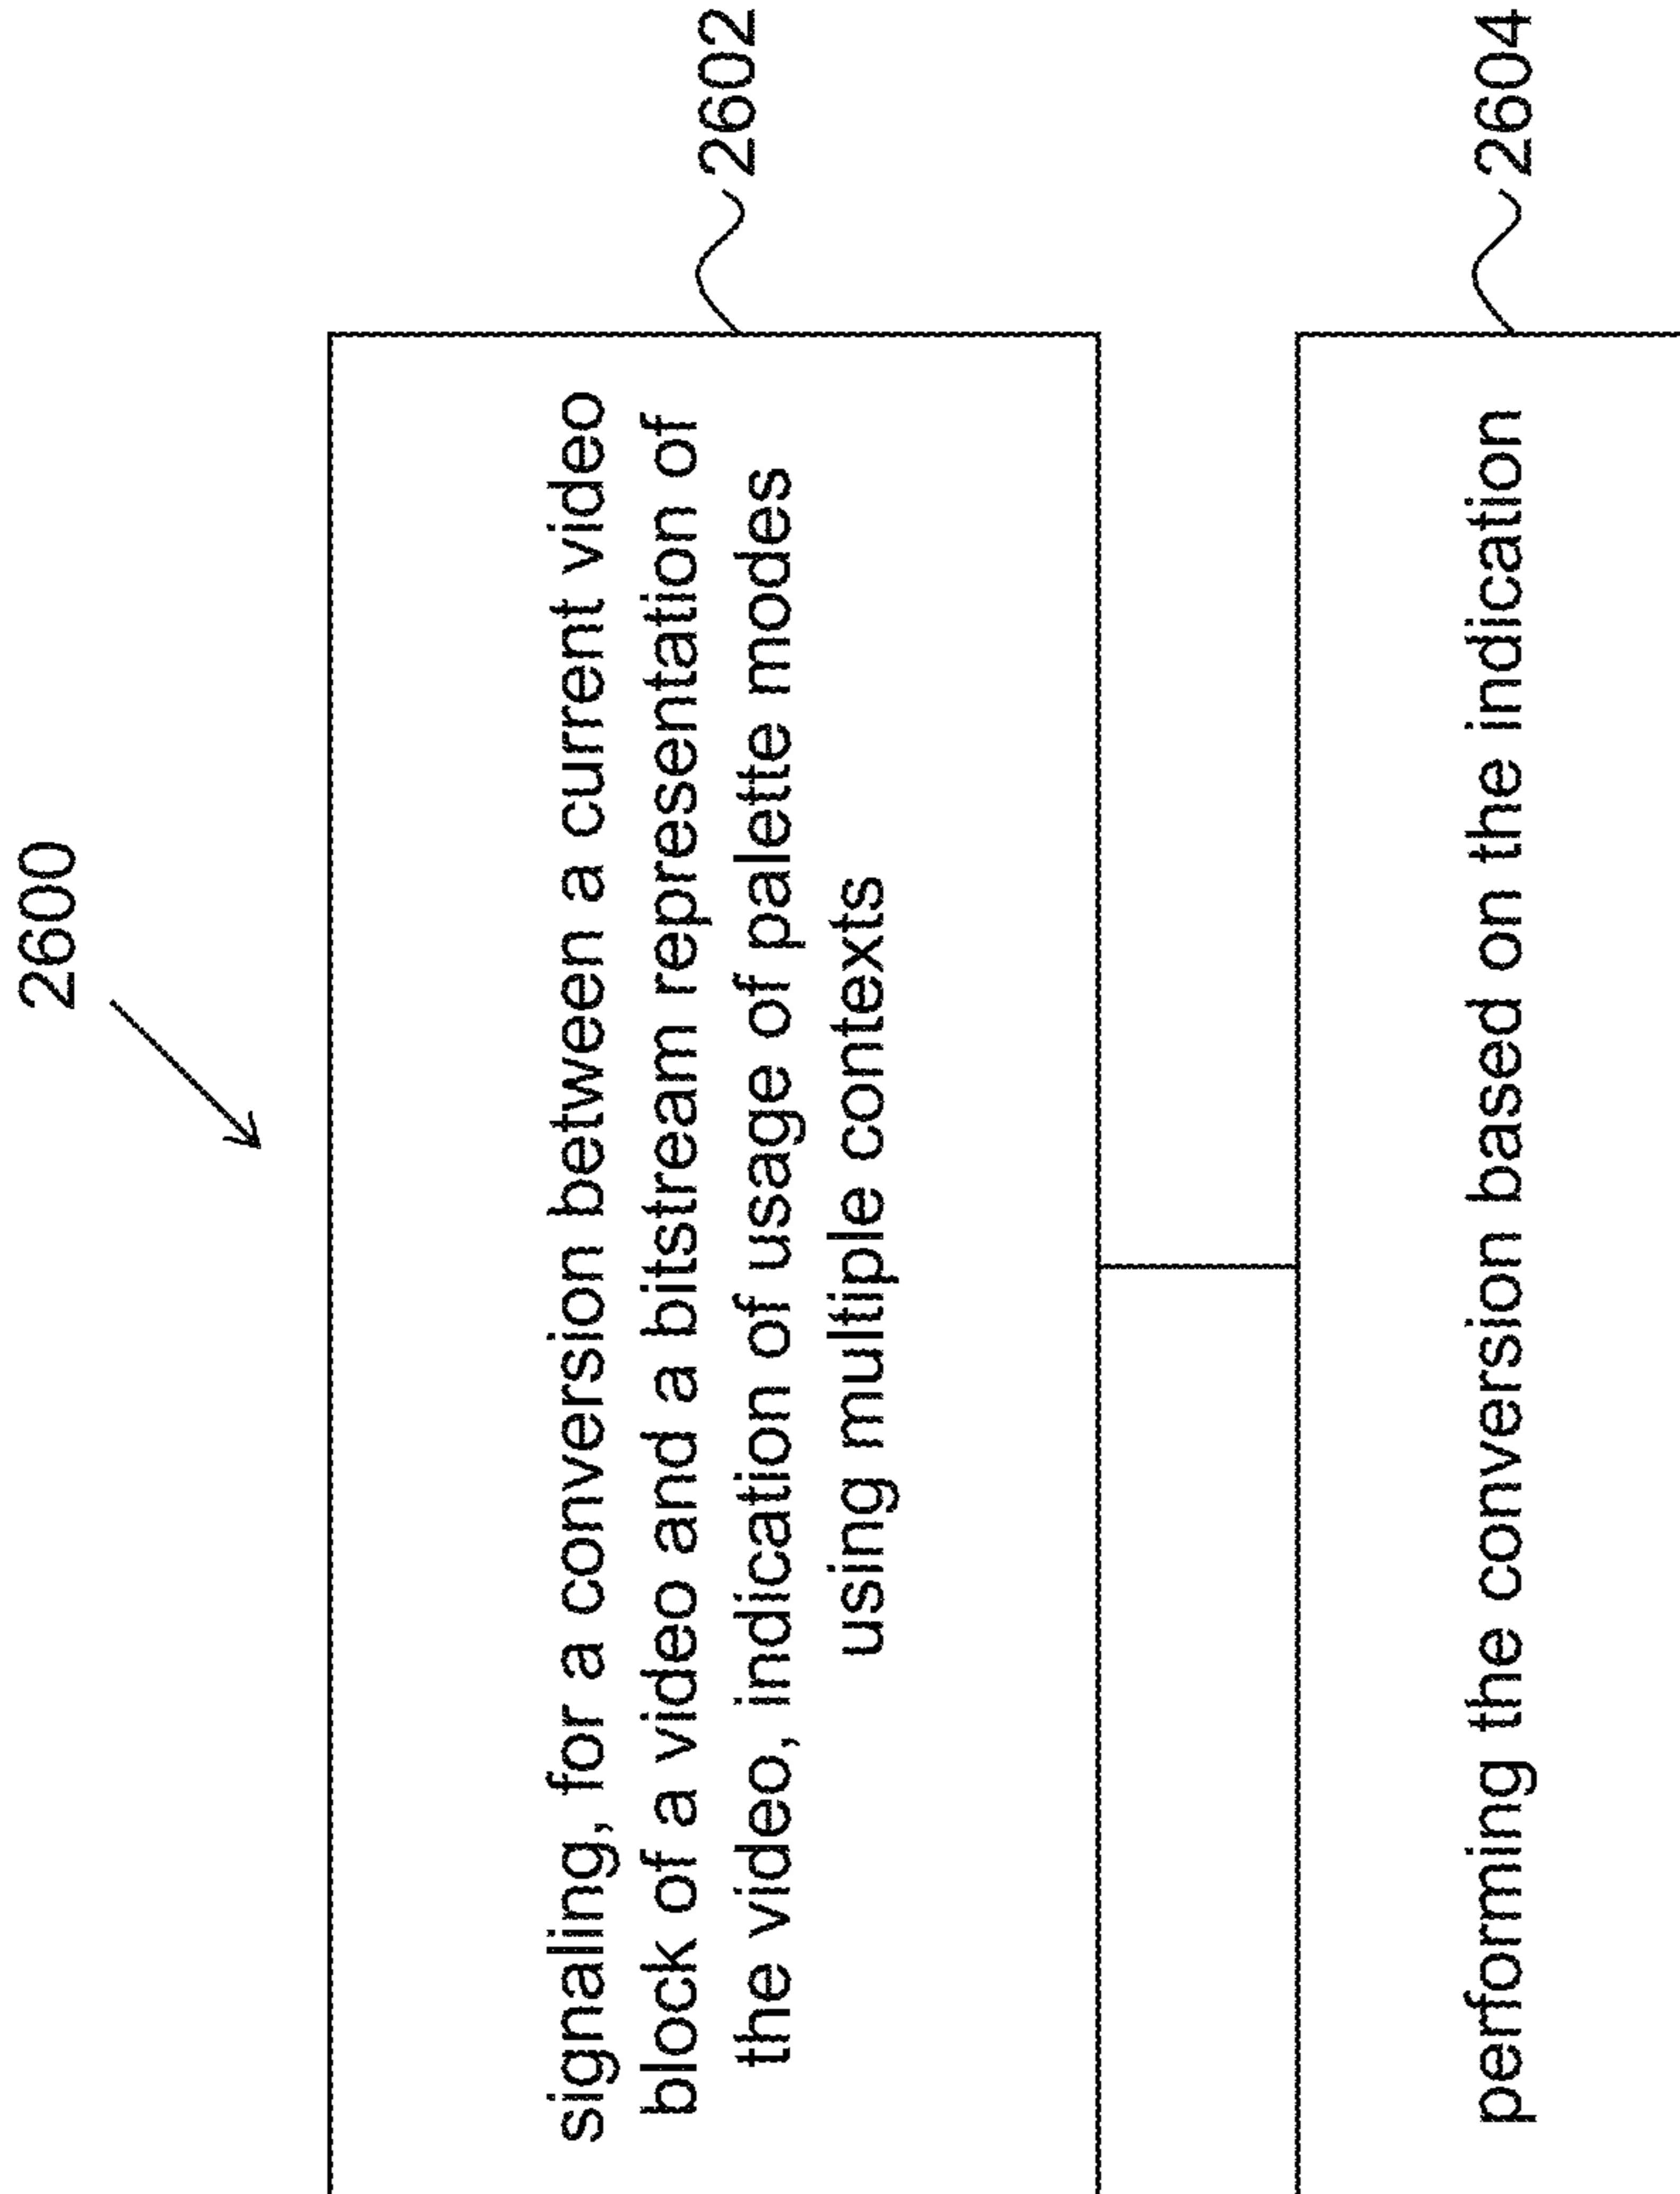 2600
signaling, for a conversion between a current video
block of a video and a bitstream representation of
the video, indication of usage of palette modes
using multiple contexts
2602
performing the conversion based on the indication
2604